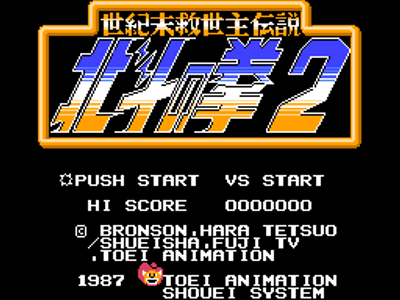 世紀末救世主伝説
北斗の拳2
PUSH START VS START
HI SCORE 0000000
© BRONSON.HARA TETSUO
/SHUEISHA.FUJI TV
.TOEI ANIMATION
1987 TOEI ANIMATION
SHOUEI SYSTEM